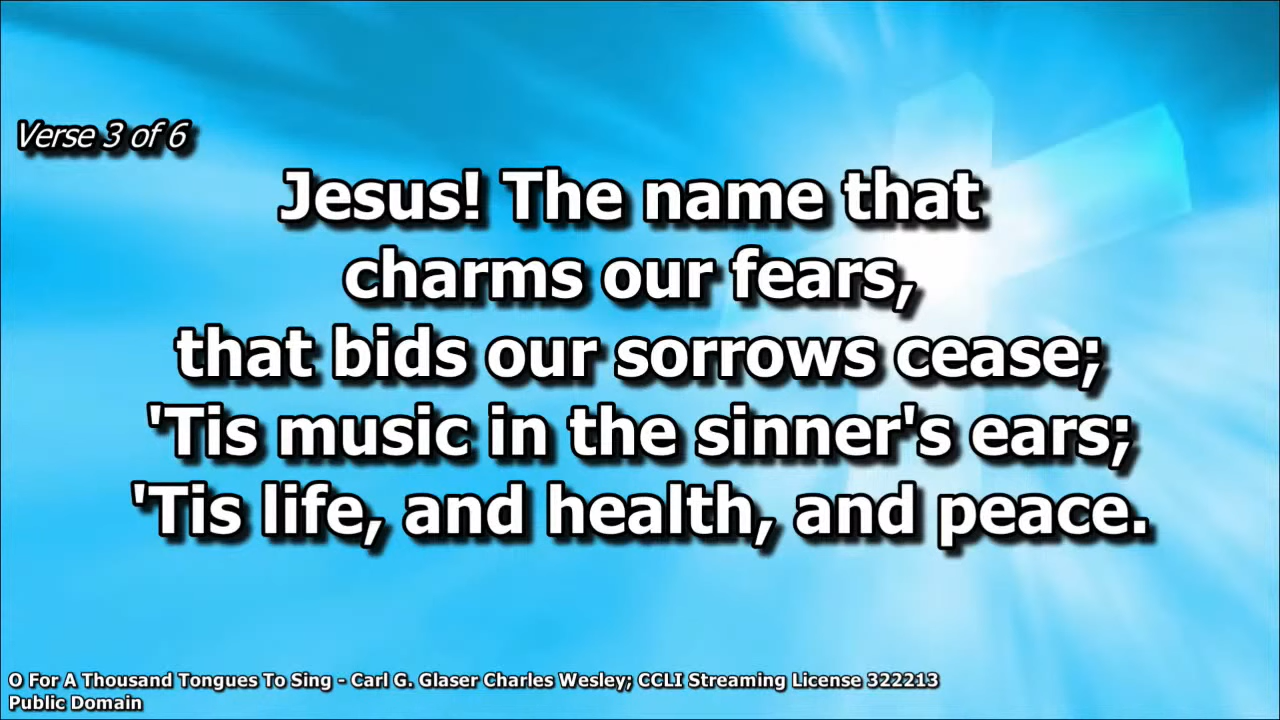 Verse 3 of 6
Jesus! The name that
charms our fears,
that bids our sorrows cease;
'Tis music in the sinner's ears;
'Tis life, and health, and peace.
O For A Thousand Tongues To Sing - Carl G. Glaser Charles Wesley; CCLI Streaming License 322213
Public Domain